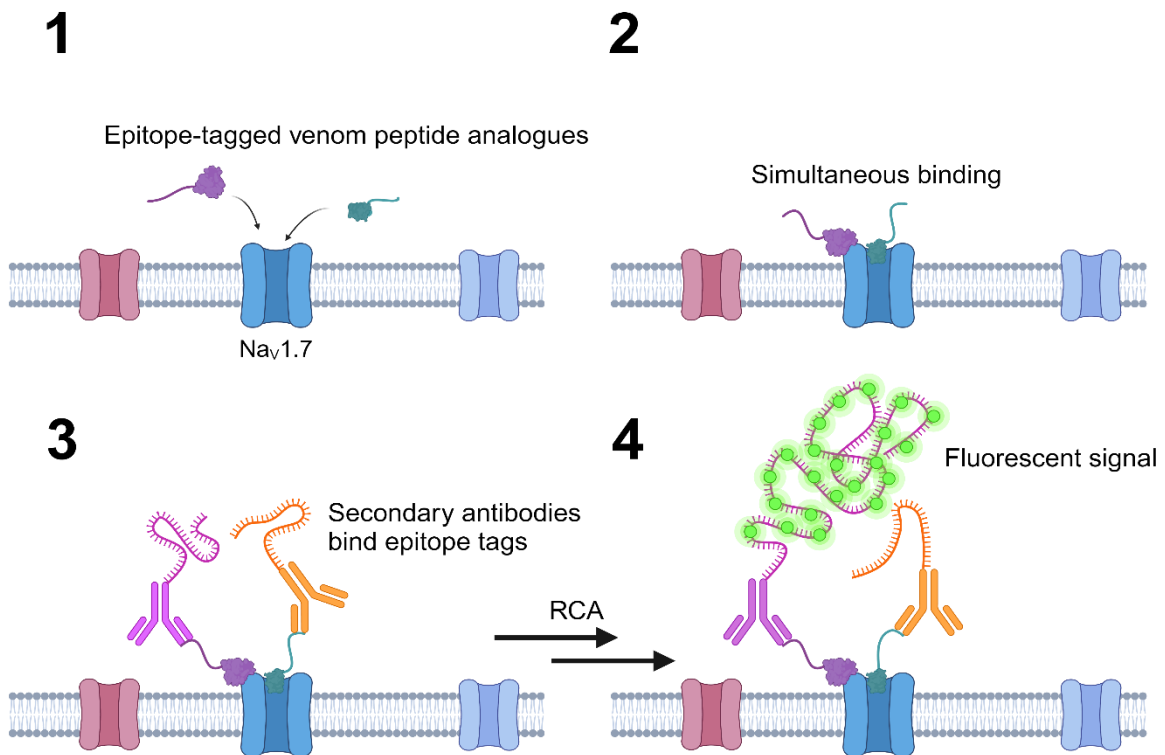 1
Epitope-tagged venom peptide analogues
Naᵥ1.7
2
Simultaneous binding
3
Secondary antibodies
bind epitope tags
RCA
4
Fluorescent signal